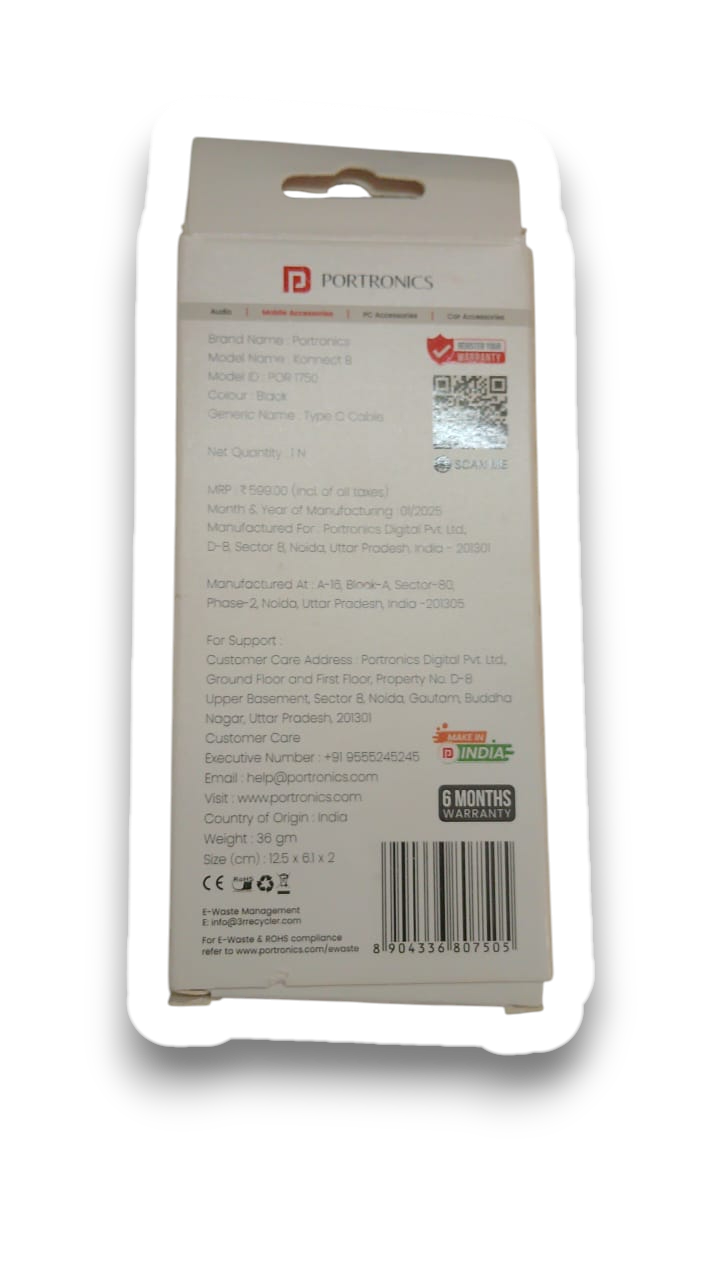 PORTRONICS
Audio | Mobile Accessories | PC Accessories | Car Accessories
Brand Name : Portronics
Model Name : Konnect B
Model ID : POR 1750
Colour : Black
Generic Name : Type C Cable
Net Quantity : 1 N
REGISTER YOUR
WARRANTY
SCAN ME
MRP : ₹ 599.00 (incl. of all taxes)
Month & Year of Manufacturing : 01/2025
Manufactured For : Portronics Digital Pvt. Ltd.,
D-8, Sector 8, Noida, Uttar Pradesh, India - 201301
Manufactured At : A-16, Block-A, Sector-80,
Phase-2, Noida, Uttar Pradesh, India -201305
For Support :
Customer Care Address : Portronics Digital Pvt. Ltd.,
Ground Floor and First Floor, Property No. D-8
Upper Basement, Sector 8, Noida, Gautam, Buddha
Nagar, Uttar Pradesh, 201301
Customer Care
Executive Number : +91 9555245245
Email : help@portronics.com
Visit : www.portronics.com
Country of Origin : India
Weight : 36 gm
Size (cm) : 12.5 x 6.1 x 2
MAKE IN
INDIA
6 MONTHS
WARRANTY
CE RoHS
E-Waste Management
E: info@3rrecycler.com
For E-Waste & ROHS compliance
refer to www.portronics.com/ewaste
8 904336 807505